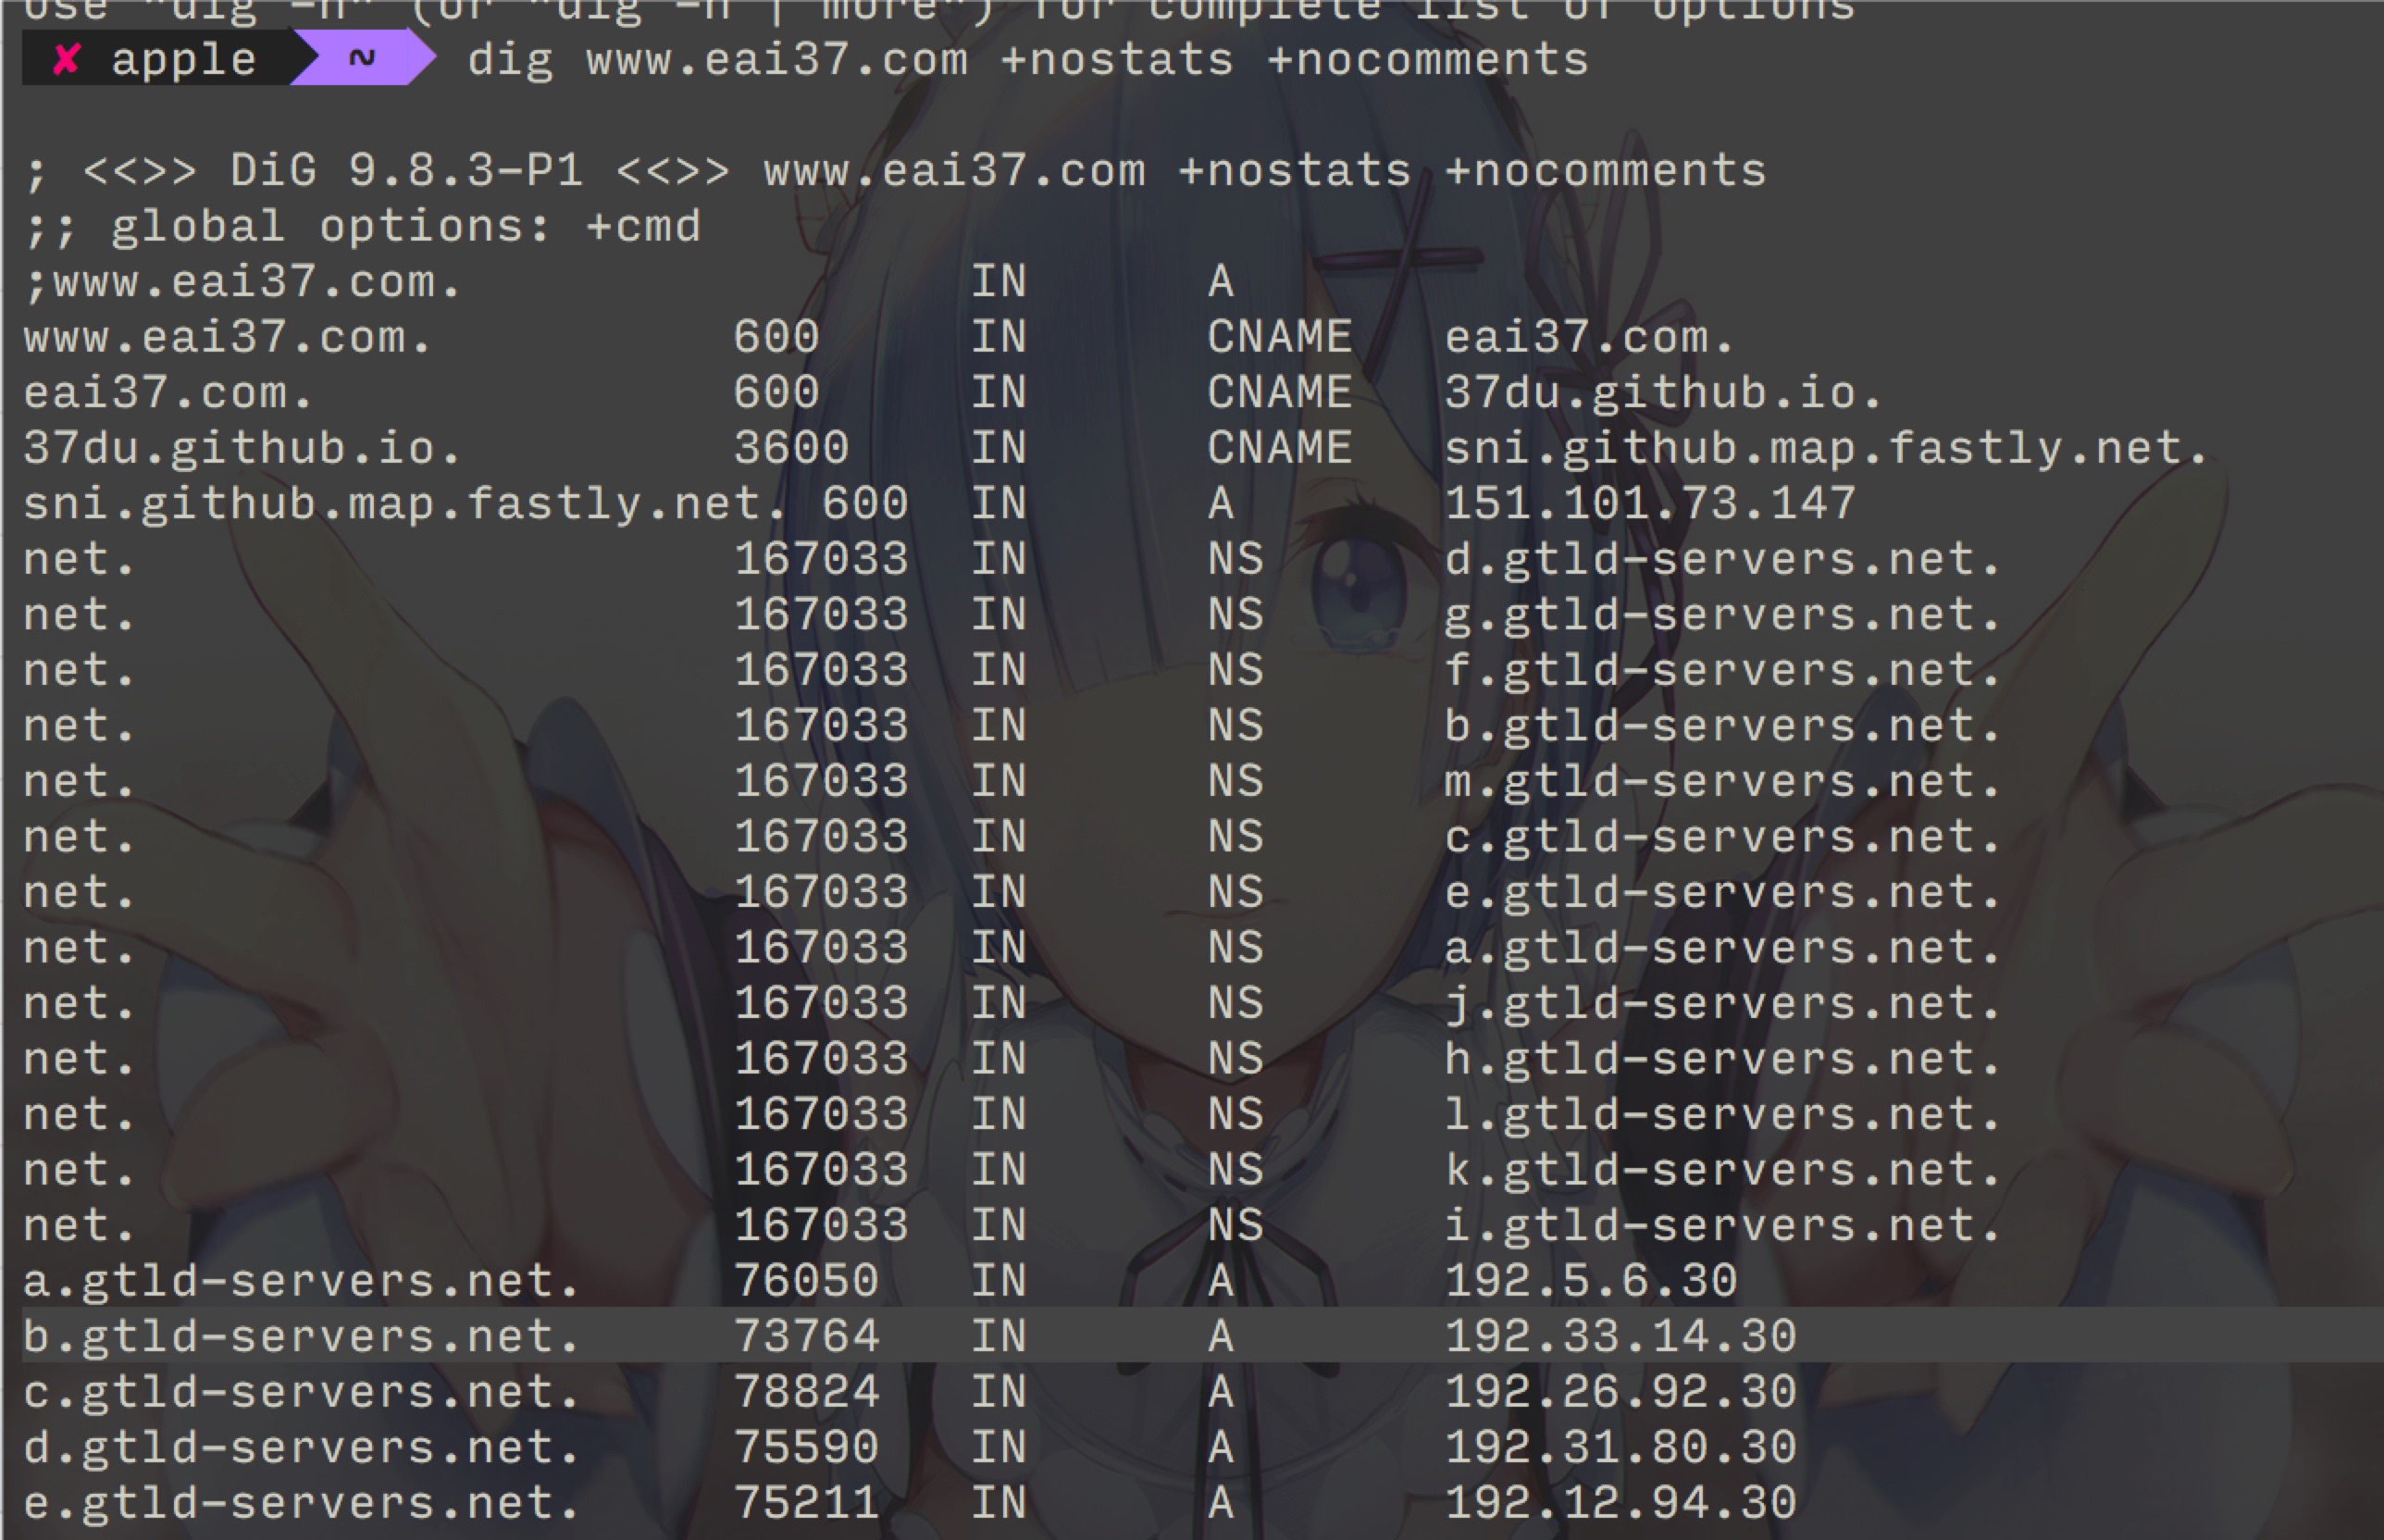 use "dig -h" (or "dig -h | more") for complete list of options
✘ apple ~ dig www.eai37.com +nostats +nocomments
; <<>> DiG 9.8.3-P1 <<>> www.eai37.com +nostats +nocomments
;; global options: +cmd
;www.eai37.com. IN A
www.eai37.com. 600 IN CNAME eai37.com.
eai37.com. 600 IN CNAME 37du.github.io.
37du.github.io. 3600 IN CNAME sni.github.map.fastly.net.
sni.github.map.fastly.net. 600 IN A 151.101.73.147
net. 167033 IN NS d.gtld-servers.net.
net. 167033 IN NS g.gtld-servers.net.
net. 167033 IN NS f.gtld-servers.net.
net. 167033 IN NS b.gtld-servers.net.
net. 167033 IN NS m.gtld-servers.net.
net. 167033 IN NS c.gtld-servers.net.
net. 167033 IN NS e.gtld-servers.net.
net. 167033 IN NS a.gtld-servers.net.
net. 167033 IN NS j.gtld-servers.net.
net. 167033 IN NS h.gtld-servers.net.
net. 167033 IN NS l.gtld-servers.net.
net. 167033 IN NS k.gtld-servers.net.
net. 167033 IN NS i.gtld-servers.net.
a.gtld-servers.net. 76050 IN A 192.5.6.30
b.gtld-servers.net. 73764 IN A 192.33.14.30
c.gtld-servers.net. 78824 IN A 192.26.92.30
d.gtld-servers.net. 75590 IN A 192.31.80.30
e.gtld-servers.net. 75211 IN A 192.12.94.30